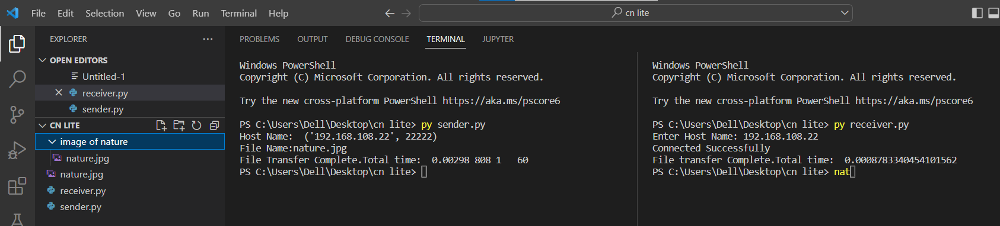 File Edit Selection View Go Run Terminal Help
cn lite
EXPLORER
OPEN EDITORS
Untitled-1
receiver.py
sender.py
CN LITE
image of nature
nature.jpg
nature.jpg
receiver.py
sender.py
PROBLEMS OUTPUT DEBUG CONSOLE TERMINAL JUPYTER
Windows PowerShell
Copyright (C) Microsoft Corporation. All rights reserved.
Try the new cross-platform PowerShell https://aka.ms/pscore6
PS C:\Users\Dell\Desktop\cn lite> py sender.py
Host Name:  ('192.168.108.22', 22222)
File Name:nature.jpg
File Transfer Complete.Total time:  0.00298 808 1   60
PS C:\Users\Dell\Desktop\cn lite>
Windows PowerShell
Copyright (C) Microsoft Corporation. All rights reserved.
Try the new cross-platform PowerShell https://aka.ms/pscore6
PS C:\Users\Dell\Desktop\cn lite> py receiver.py
Enter Host Name: 192.168.108.22
Connected Successfully
File transfer Complete.Total time:  0.0008783340454101562
PS C:\Users\Dell\Desktop\cn lite> nat